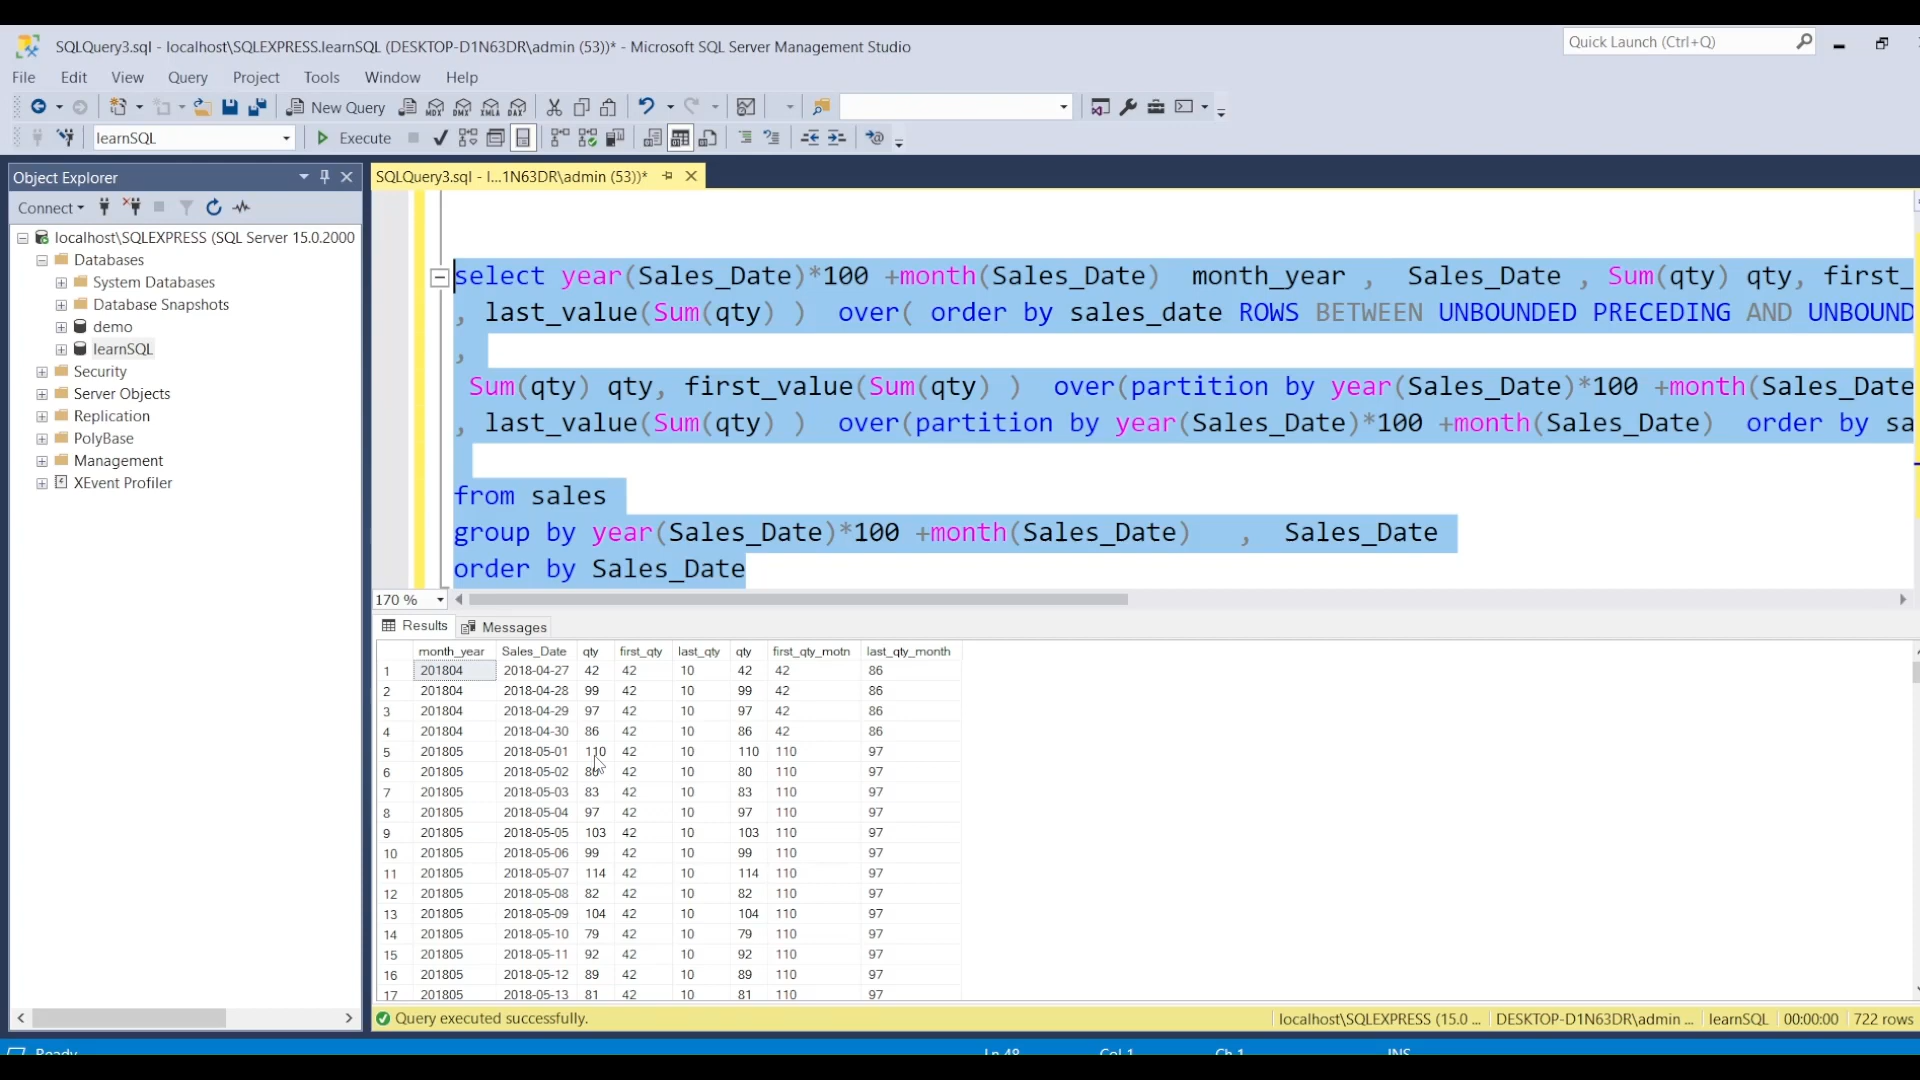 SQLQuery3.sql - localhost\SQLEXPRESS.learnSQL (DESKTOP-D1N63DR\admin (53))* - Microsoft SQL Server Management Studio
Quick Launch (Ctrl+Q)
File Edit View Query Project Tools Window Help
New Query MDX DMX XMLA DAX
learnSQL Execute
Object Explorer
SQLQuery3.sql - l...1N63DR\admin (53))*
Connect
localhost\SQLEXPRESS (SQL Server 15.0.2000
Databases
System Databases
Database Snapshots
demo
learnSQL
Security
Server Objects
Replication
PolyBase
Management
XEvent Profiler
select year(Sales_Date)*100 +month(Sales_Date) month_year , Sales_Date , Sum(qty) qty, first_
, last_value(Sum(qty) ) over( order by sales_date ROWS BETWEEN UNBOUNDED PRECEDING AND UNBOUND
,
Sum(qty) qty, first_value(Sum(qty) ) over(partition by year(Sales_Date)*100 +month(Sales_Date
, last_value(Sum(qty) ) over(partition by year(Sales_Date)*100 +month(Sales_Date) order by sa
from sales
group by year(Sales_Date)*100 +month(Sales_Date) , Sales_Date
order by Sales_Date
170 %
Results Messages
month_year Sales_Date qty first_qty last_qty qty first_qty_motn last_qty_month
1 201804 2018-04-27 42 42 10 42 42 86
2 201804 2018-04-28 99 42 10 99 42 86
3 201804 2018-04-29 97 42 10 97 42 86
4 201804 2018-04-30 86 42 10 86 42 86
5 201805 2018-05-01 110 42 10 110 110 97
6 201805 2018-05-02 80 42 10 80 110 97
7 201805 2018-05-03 83 42 10 83 110 97
8 201805 2018-05-04 97 42 10 97 110 97
9 201805 2018-05-05 103 42 10 103 110 97
10 201805 2018-05-06 99 42 10 99 110 97
11 201805 2018-05-07 114 42 10 114 110 97
12 201805 2018-05-08 82 42 10 82 110 97
13 201805 2018-05-09 104 42 10 104 110 97
14 201805 2018-05-10 79 42 10 79 110 97
15 201805 2018-05-11 92 42 10 92 110 97
16 201805 2018-05-12 89 42 10 89 110 97
17 201805 2018-05-13 81 42 10 81 110 97
Query executed successfully.
localhost\SQLEXPRESS (15.0 ... DESKTOP-D1N63DR\admin ... learnSQL 00:00:00 722 rows
Ready Ln 48 Col 1 Ch 1 INS